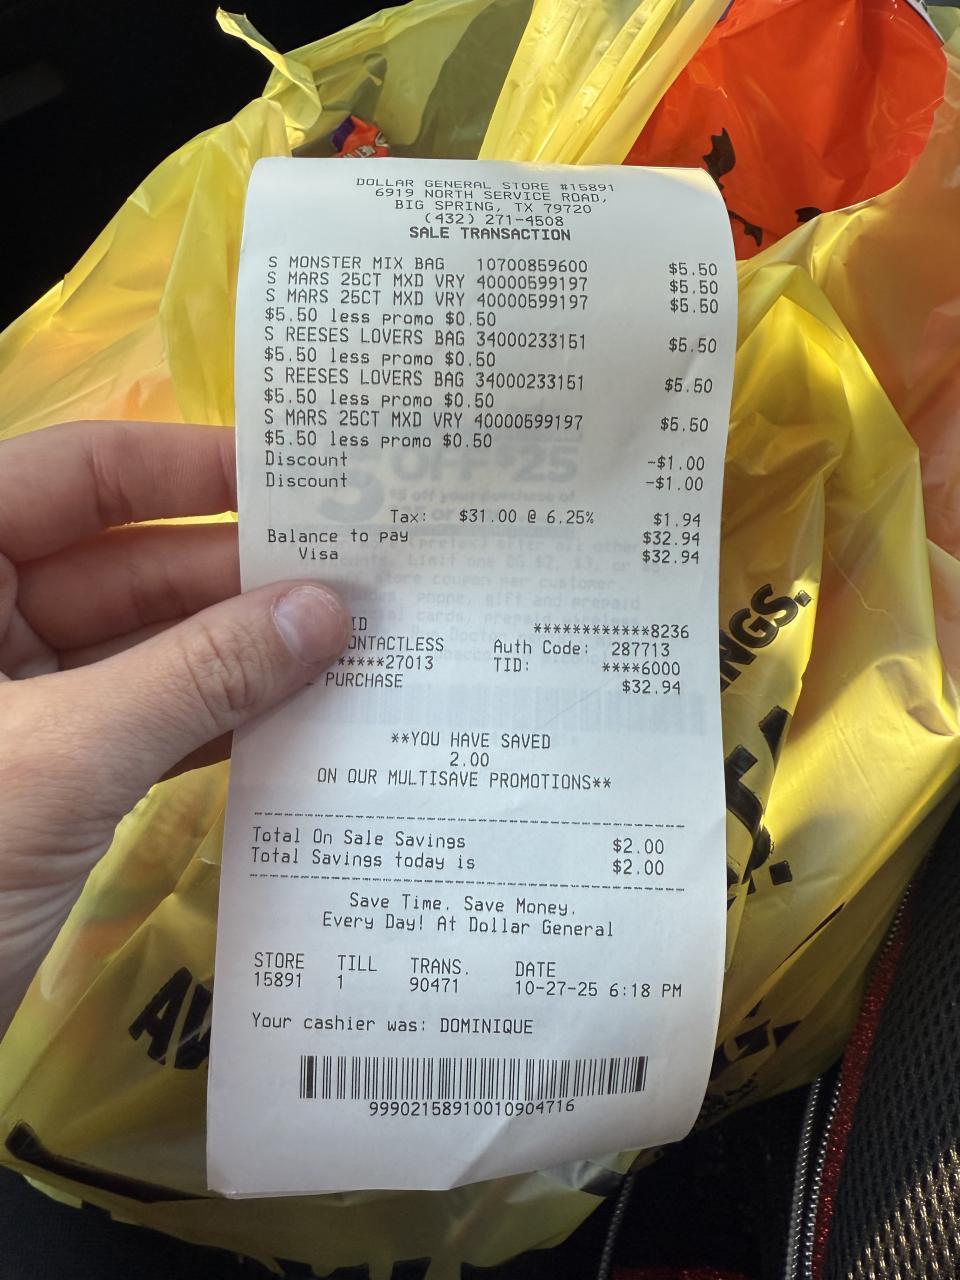 DOLLAR GENERAL STORE #15891
6919 NORTH SERVICE ROAD,
BIG SPRING, TX 79720
(432) 271-4508
SALE TRANSACTION
S MONSTER MIX BAG 10700859600 $5.50
S MARS 25CT MXD VRY 40000599197 $5.50
S MARS 25CT MXD VRY 40000599197 $5.50
$5.50 less promo $0.50
S REESES LOVERS BAG 34000233151 $5.50
$5.50 less promo $0.50
S REESES LOVERS BAG 34000233151 $5.50
$5.50 less promo $0.50
S MARS 25CT MXD VRY 40000599197 $5.50
$5.50 less promo $0.50
Discount -$1.00
Discount -$1.00
Tax: $31.00 @ 6.25% $1.94
Balance to pay $32.94
Visa $32.94
ID ************8236
ONTACTLESS Auth Code: 287713
*****27013 TID: ****6000
PURCHASE $32.94
**YOU HAVE SAVED
2.00
ON OUR MULTISAVE PROMOTIONS**
Total On Sale Savings $2.00
Total Savings today is $2.00
Save Time. Save Money.
Every Day! At Dollar General
STORE TILL TRANS. DATE
15891 1 90471 10-27-25 6:18 PM
Your cashier was: DOMINIQUE
99902158910010904716